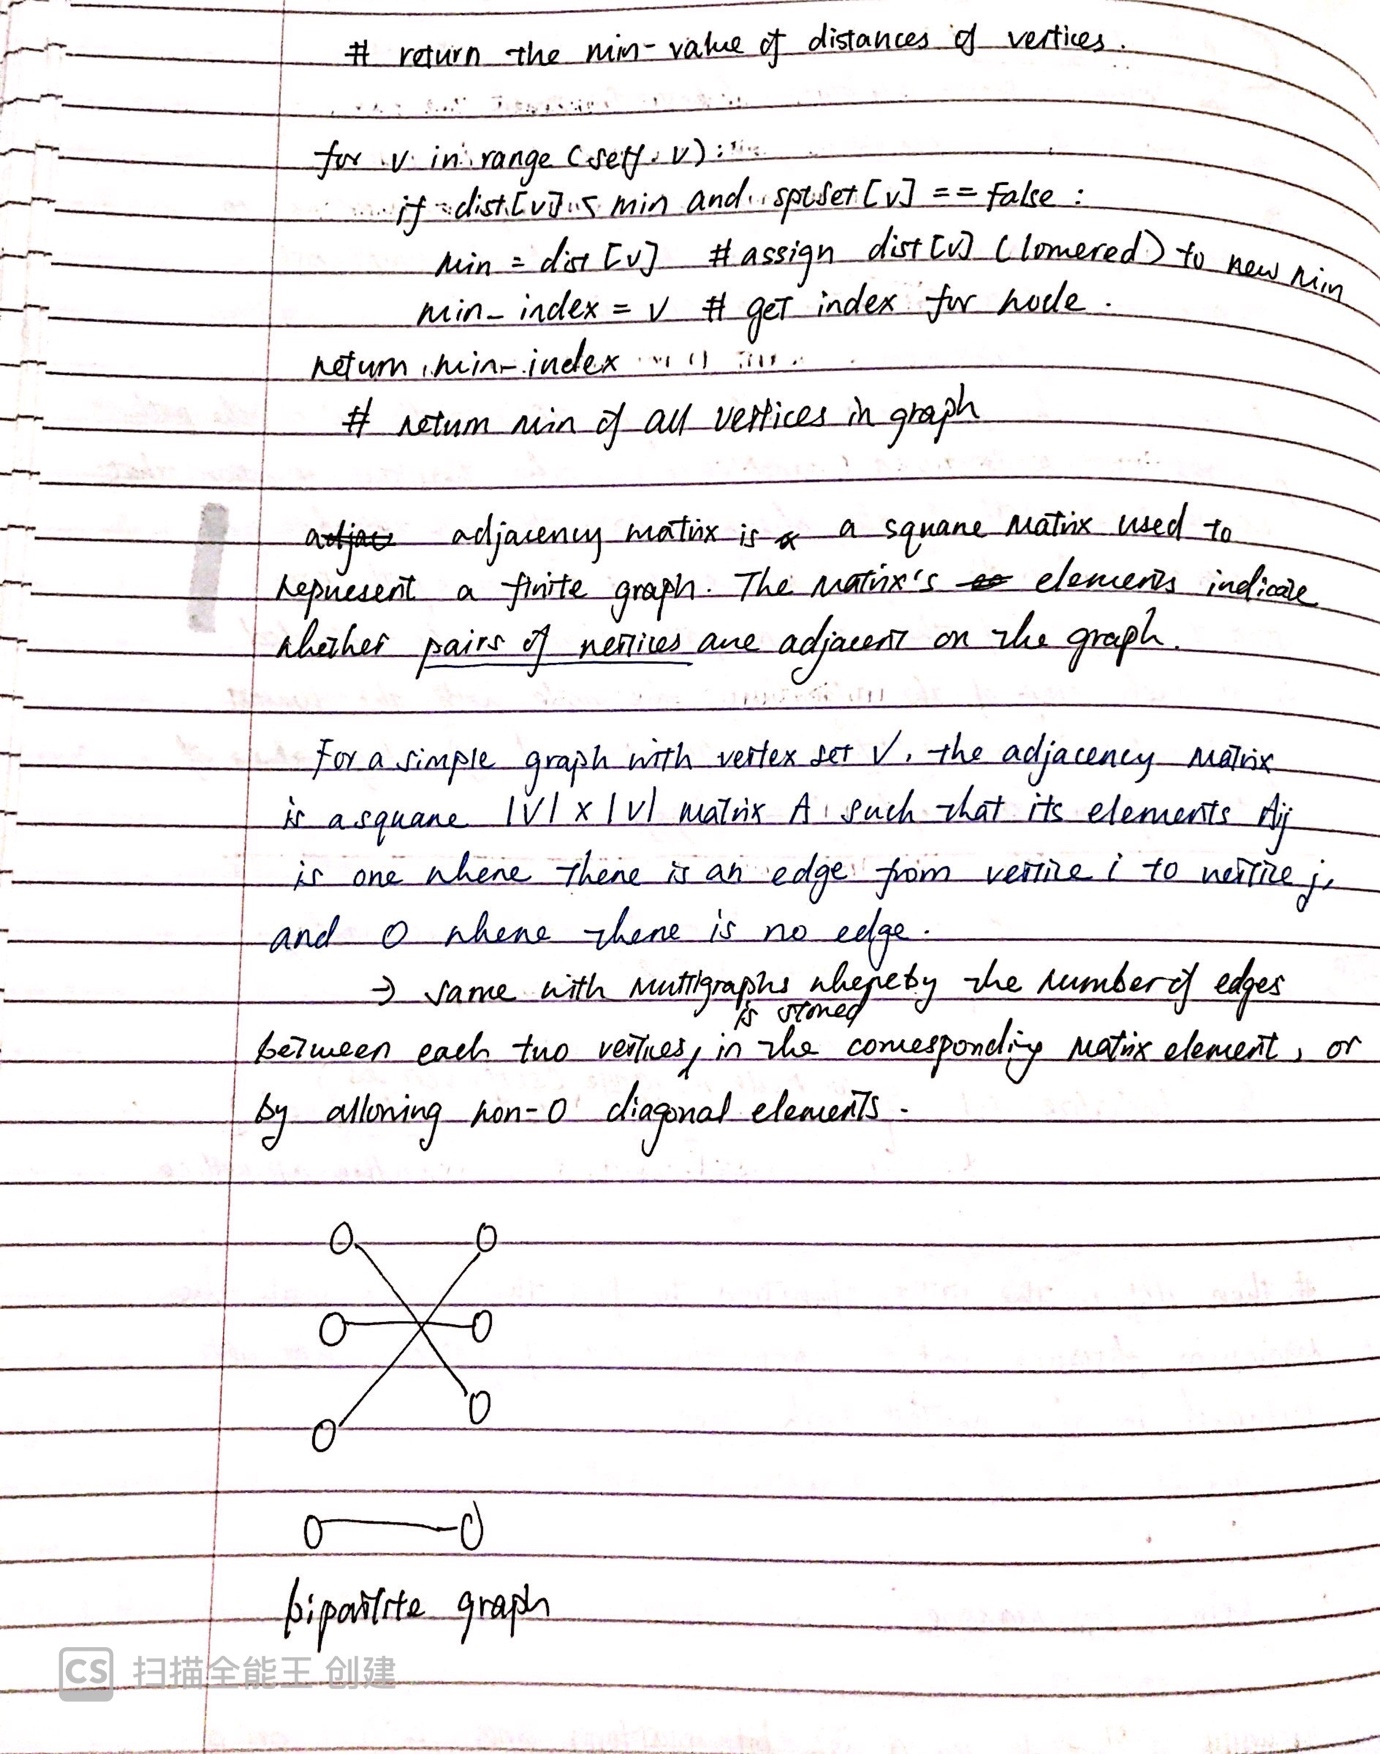 # return the min-value of distances of vertices.
for v in range (self. v):
if dist[v] < min and sptset [v] == false :
min = dist [v] # assign dist [v] (lowered) to new min
min_ index = v # get index for node .
return min_index
# return min of all vertices in graph
adjace adjacency matrix is a a square matrix used to
represent a finite graph. The matrix's elements indicate
whether pairs of vertices are adjacent on the graph.
For a simple graph with vertex set V, the adjacency matrix
is a square |V| x |V| matrix A such that its elements Aij
is one where there is an edge from vertice i to vertice j,
and 0 where there is no edge.
→ same with multigraphs whereby the number of edges
is stored
between each two vertices, in the corresponding matrix element, or
by allowing non-0 diagonal elements.
bipartite graph
CS 扫描全能王 创建